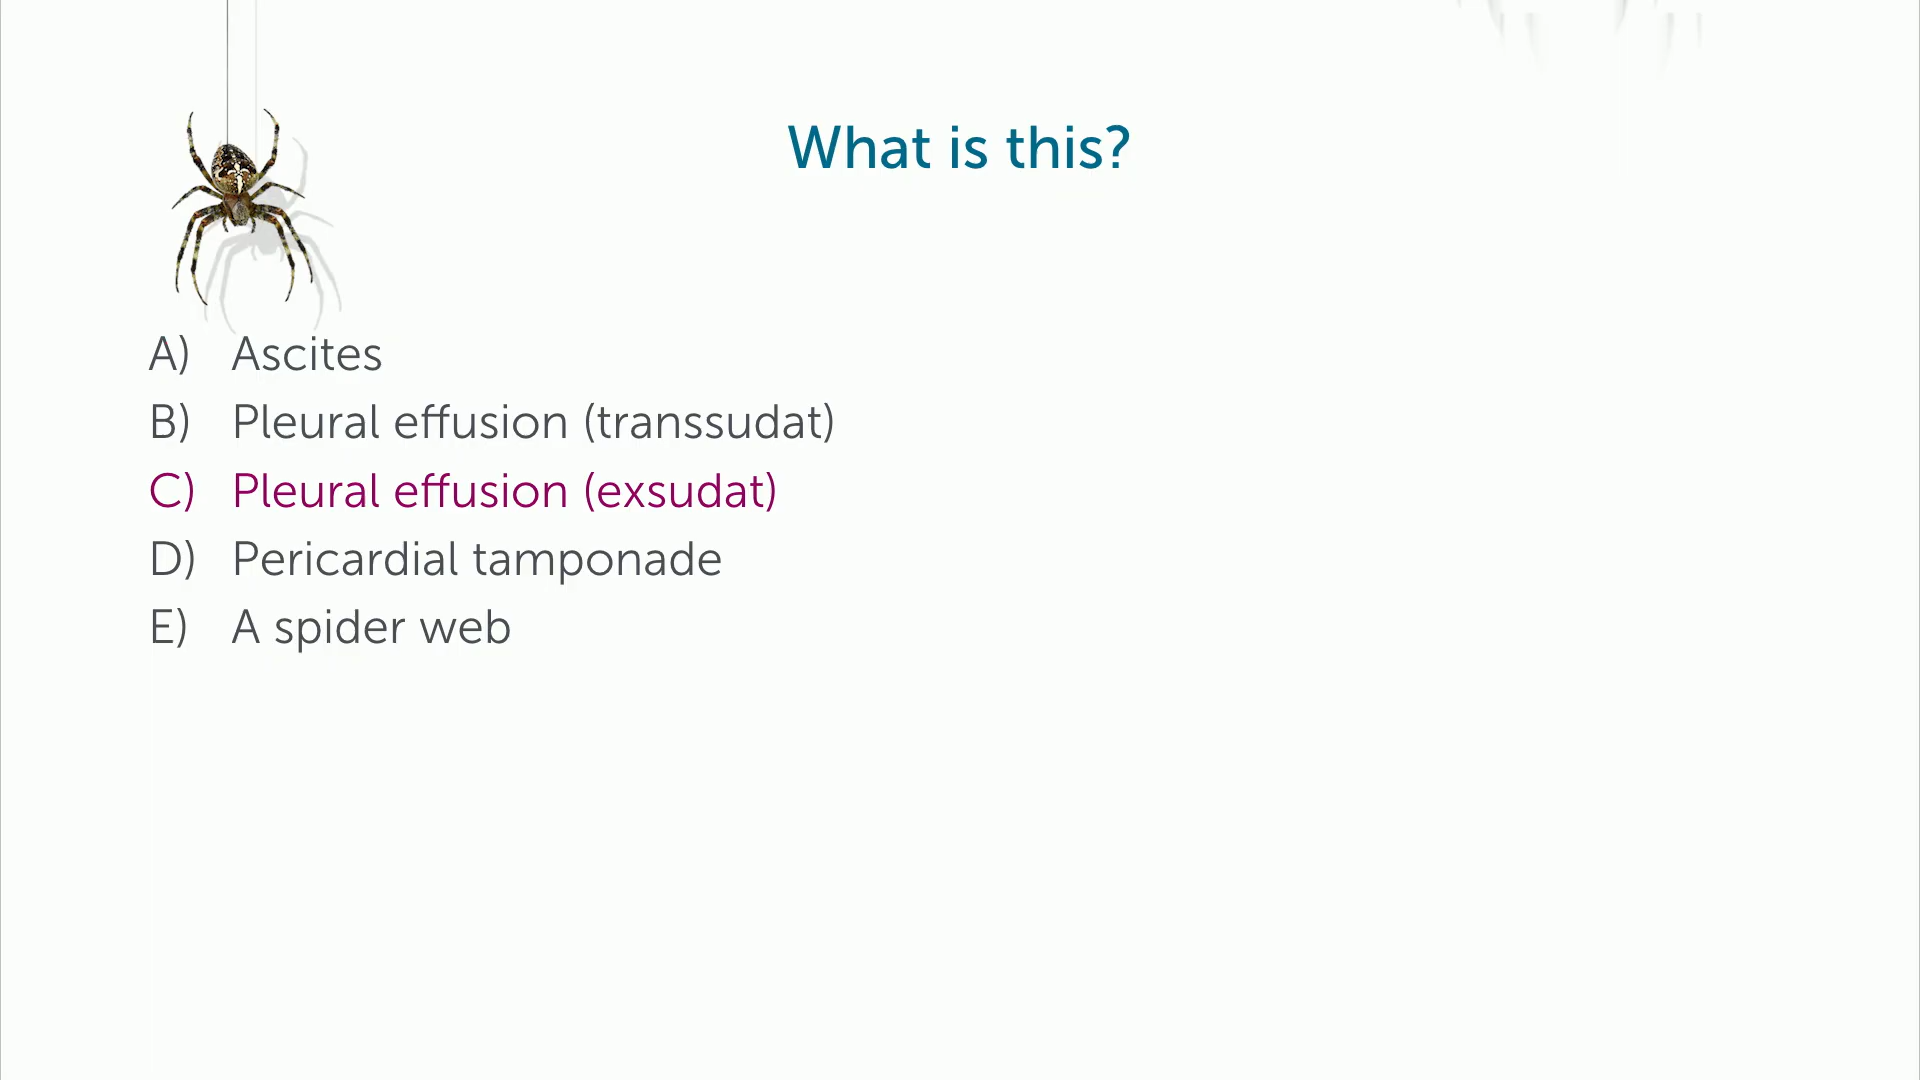 What is this?
A) Ascites
B) Pleural effusion (transsudat)
C) Pleural effusion (exsudat)
D) Pericardial tamponade
E) A spider web